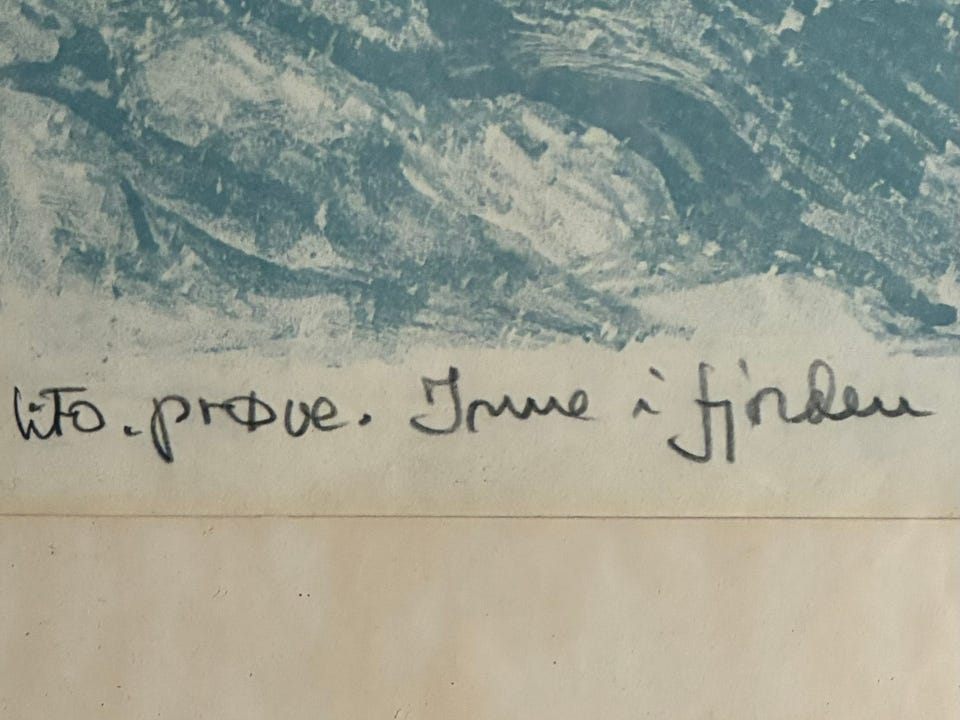 lito. prøve. Inne i fjorden